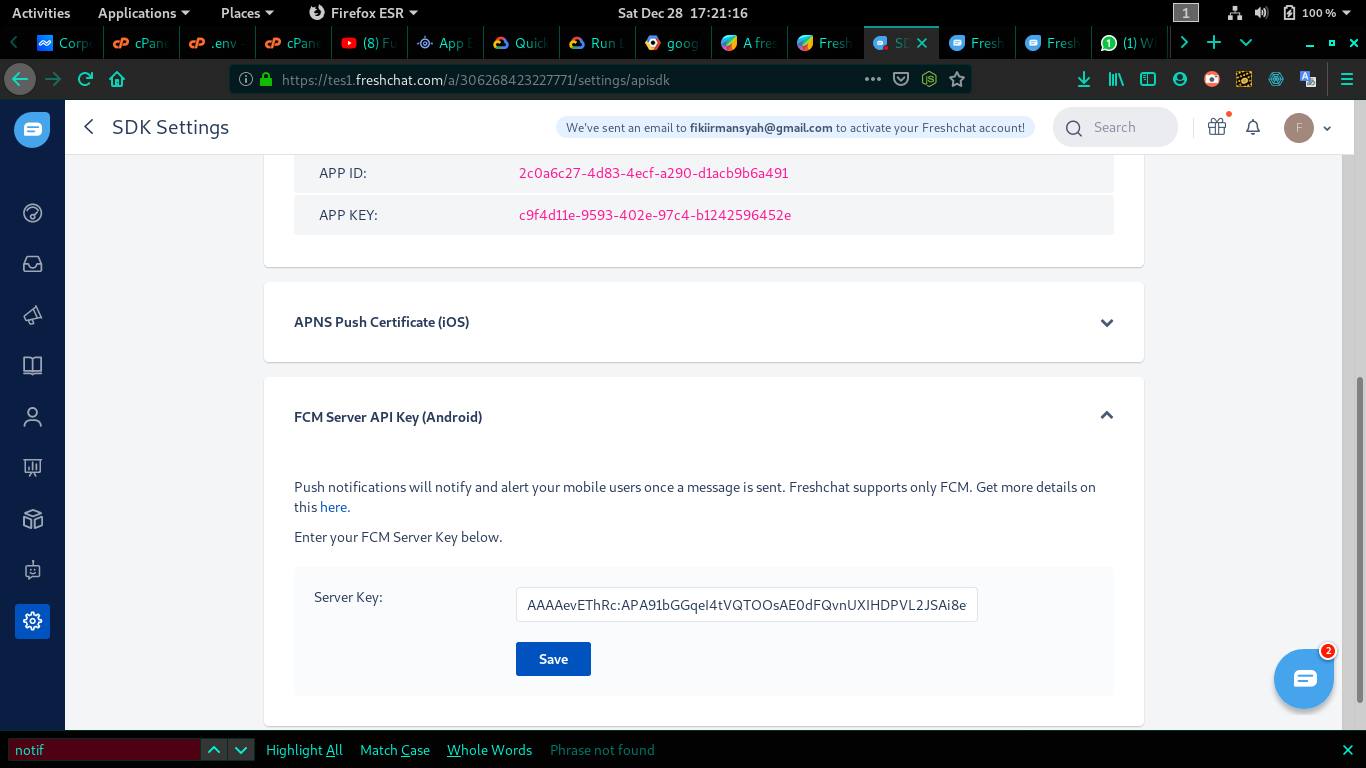 Activities Applications Places Firefox ESR Sat Dec 28 17:21:16 1 100 %
Corp cPane .env - cPane (8) Fu App E Quick Run L goog A fres Fresh SD Fresh Fresh (1) W
https://tes1.freshchat.com/a/306268423227771/settings/apisdk
SDK Settings We've sent an email to fikiirmansyah@gmail.com to activate your Freshchat account! Search F
APP ID: 2c0a6c27-4d83-4ecf-a290-d1acb9b6a491
APP KEY: c9f4d11e-9593-402e-97c4-b1242596452e
APNS Push Certificate (iOS)
FCM Server API Key (Android)
Push notifications will notify and alert your mobile users once a message is sent. Freshchat supports only FCM. Get more details on
this here.
Enter your FCM Server Key below.
Server Key: AAAAevEThRc:APA91bGGqeI4tVQTOOsAE0dFQvnUXIHDPVL2JSAi8e
Save
2
notif Highlight All Match Case Whole Words Phrase not found